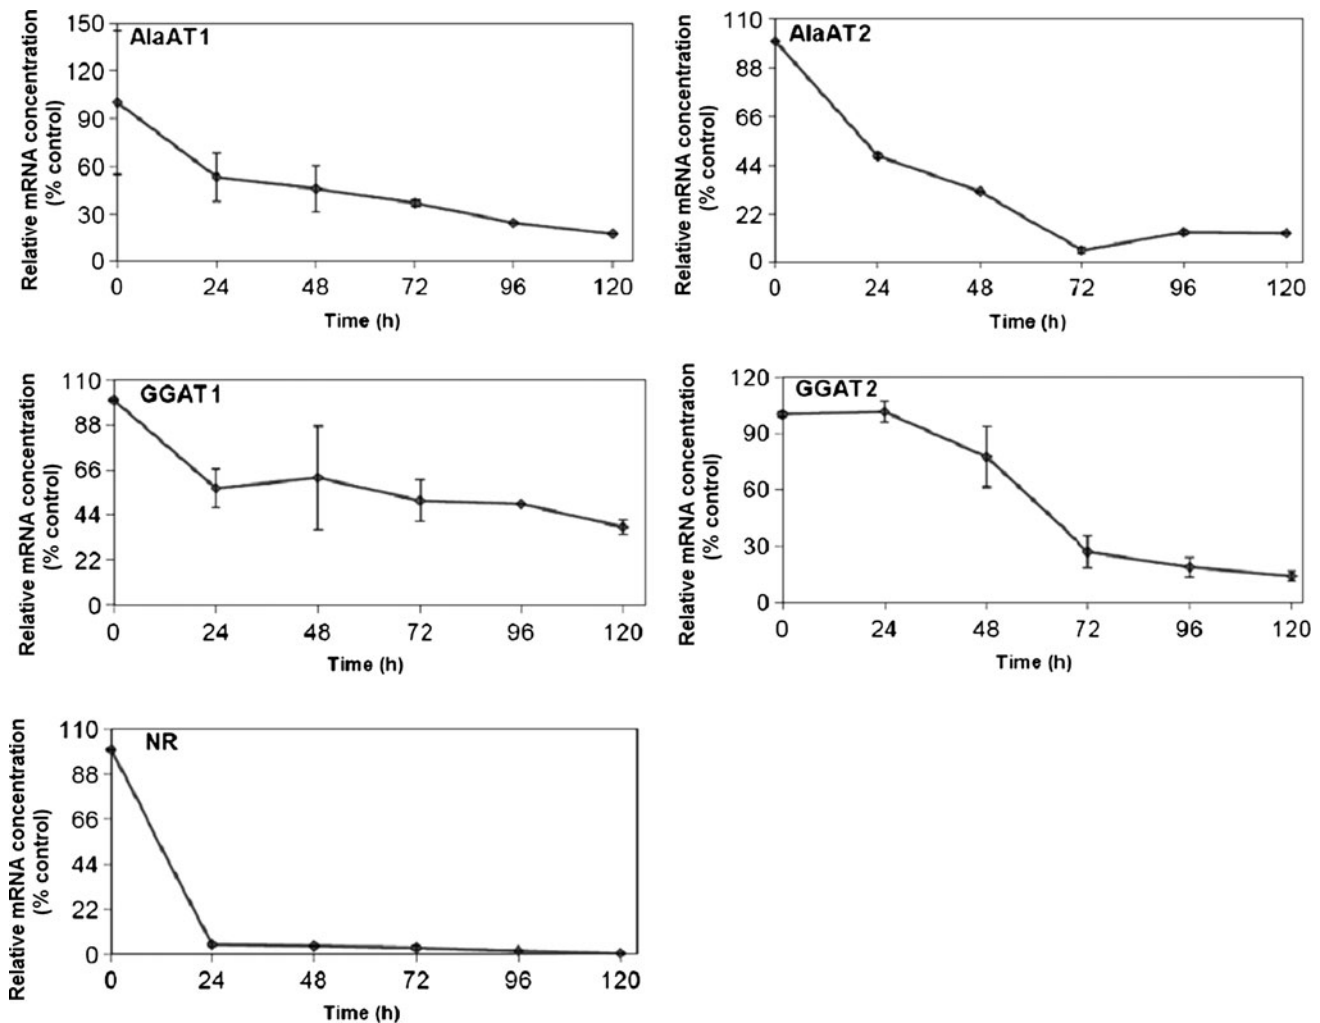 AlaAT1
Relative mRNA concentration
(% control)
150
120
90
60
30
0
0 24 48 72 96 120
Time (h)
AlaAT2
Relative mRNA concentration
(% control)
110
88
66
44
22
0
0 24 48 72 96 120
Time (h)
GGAT1
Relative mRNA concentration
(% control)
110
88
66
44
22
0
0 24 48 72 96 120
Time (h)
GGAT2
Relative mRNA concentration
(% control)
120
90
60
30
0
0 24 48 72 96 120
Time (h)
NR
Relative mRNA concentration
(% control)
110
88
66
44
22
0
0 24 48 72 96 120
Time (h)